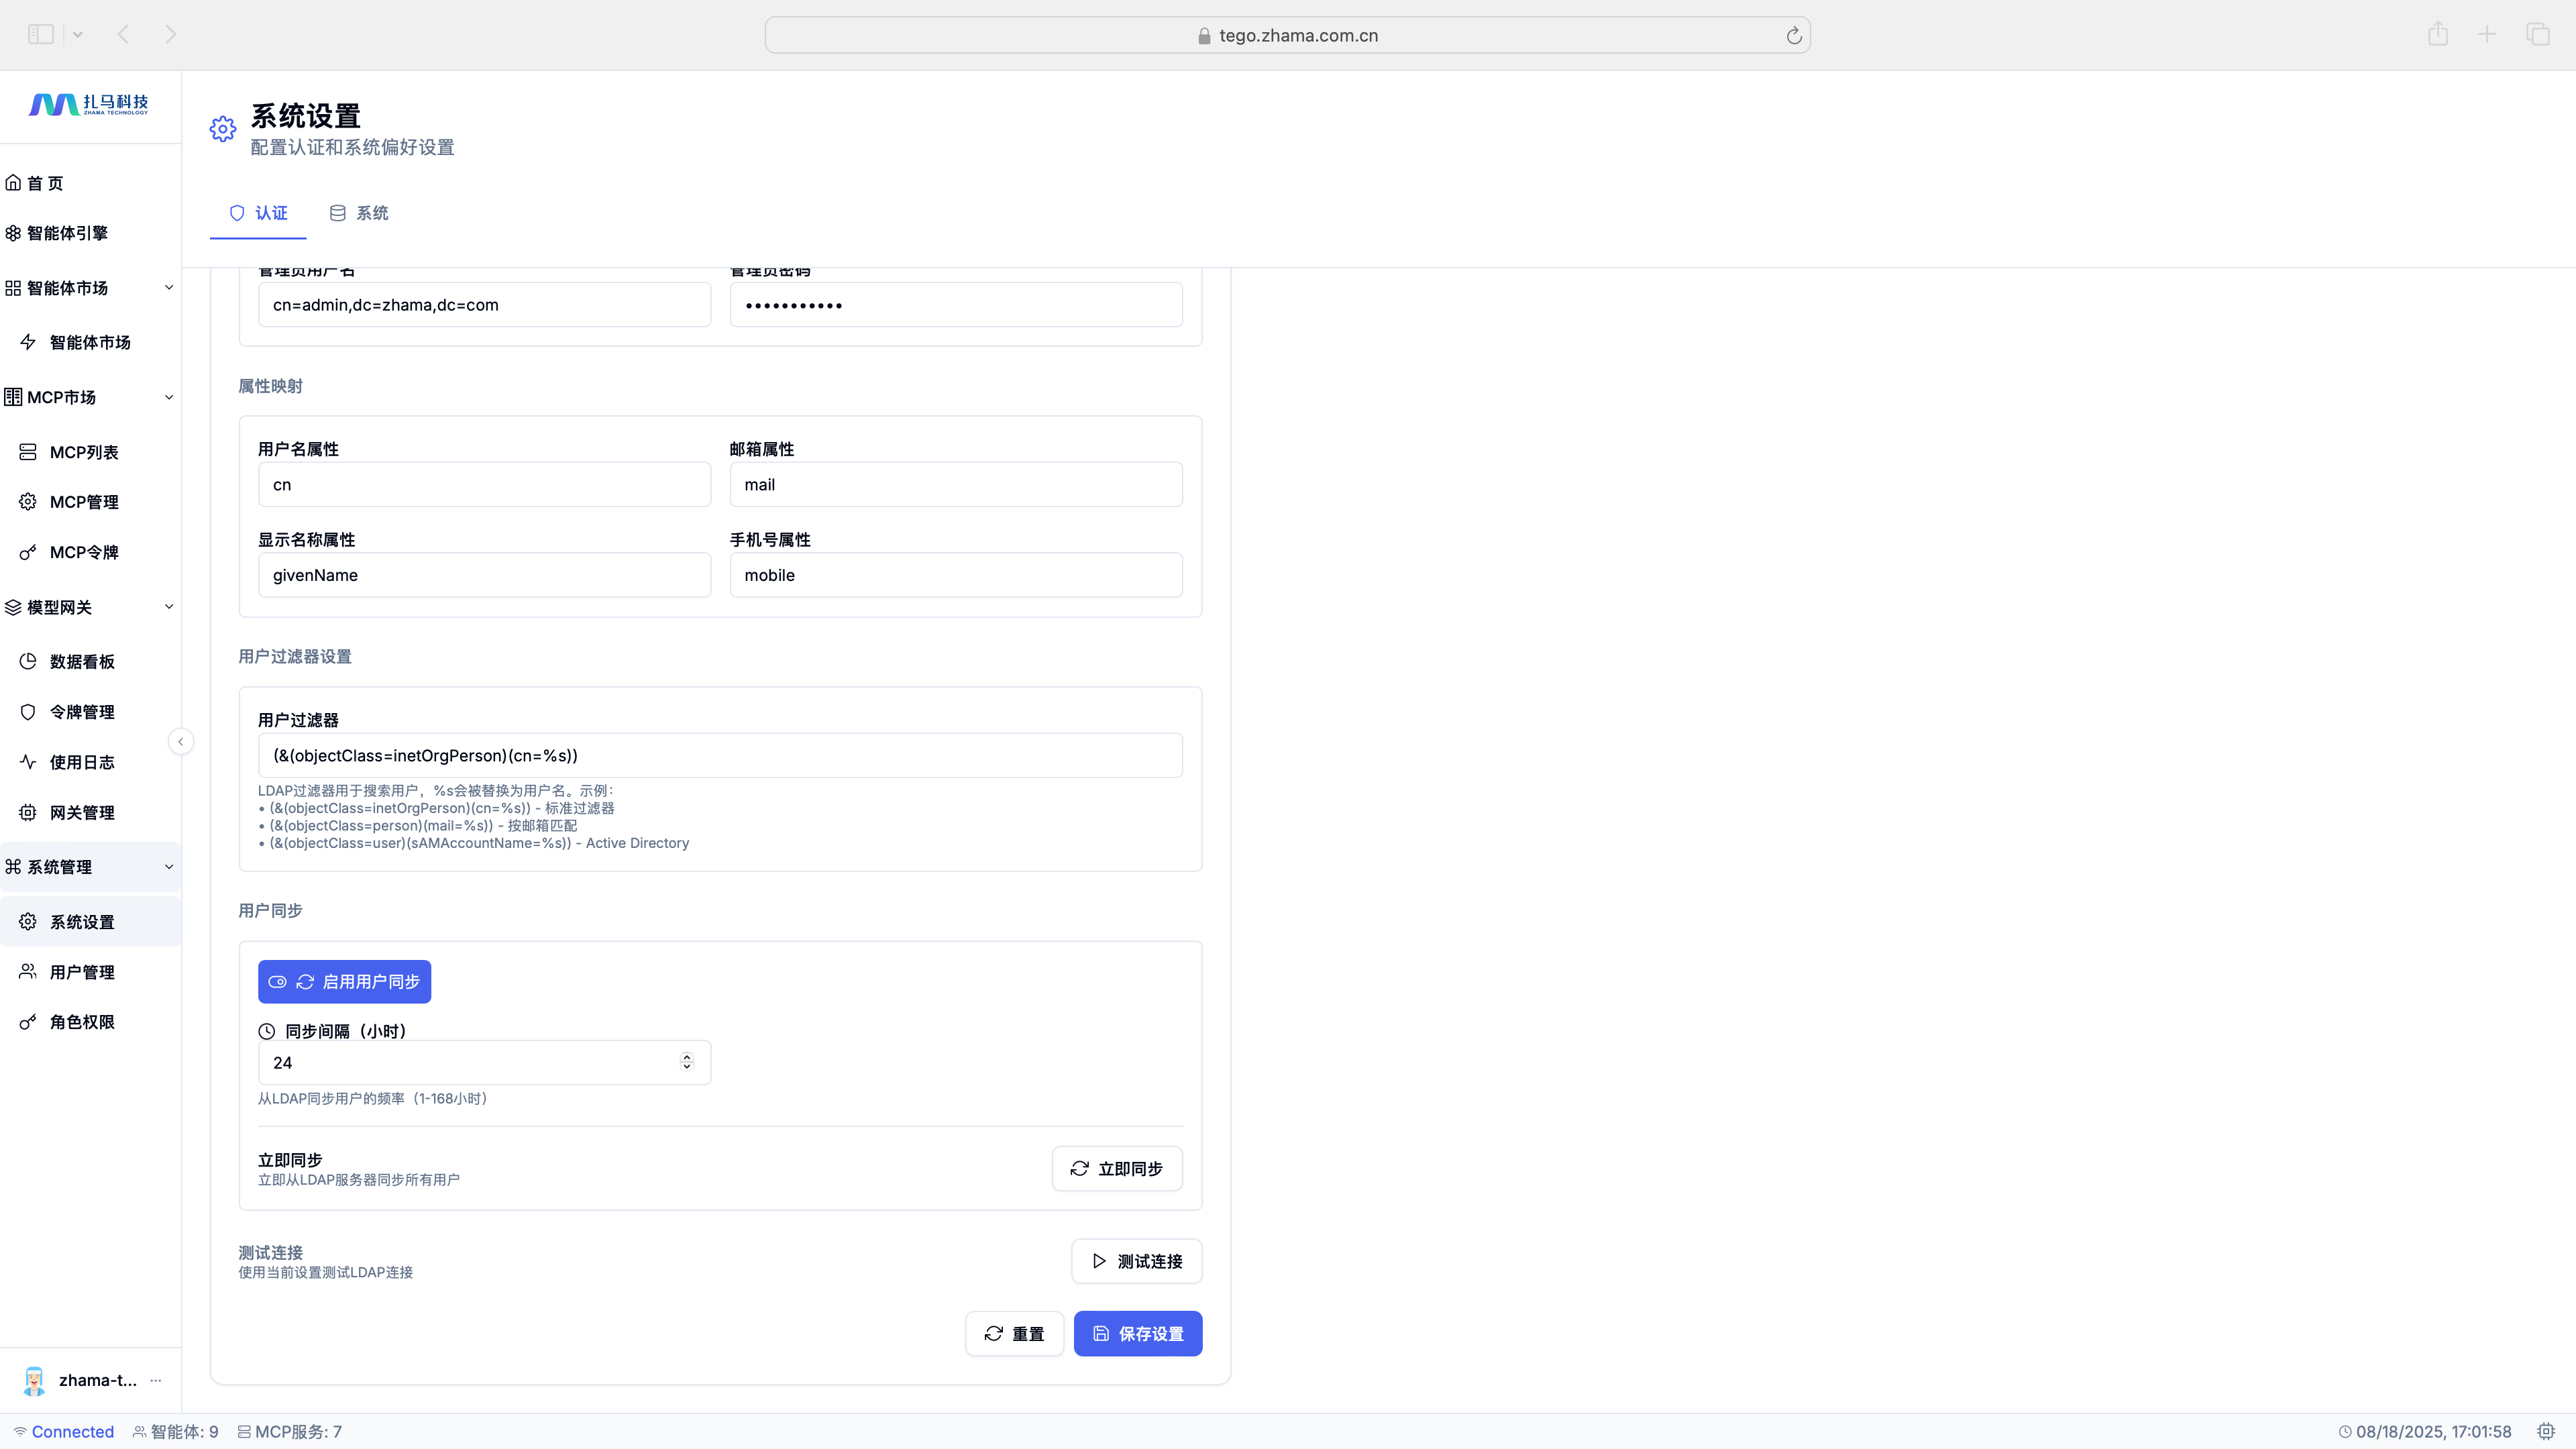 tego.zhama.com.cn
扎马科技
ZHAMA TECHNOLOGY
首 页
智能体引擎
智能体市场
智能体市场
MCP市场
MCP列表
MCP管理
MCP令牌
模型网关
数据看板
令牌管理
使用日志
网关管理
系统管理
系统设置
用户管理
角色权限
zhama-t...
系统设置
配置认证和系统偏好设置
认证
系统
管理员用户名
管理员密码
cn=admin,dc=zhama,dc=com
•••••••••••
属性映射
用户名属性
邮箱属性
cn
mail
显示名称属性
手机号属性
givenName
mobile
用户过滤器设置
用户过滤器
(&(objectClass=inetOrgPerson)(cn=%s))
LDAP过滤器用于搜索用户，%s会被替换为用户名。示例：
• (&(objectClass=inetOrgPerson)(cn=%s)) - 标准过滤器
• (&(objectClass=person)(mail=%s)) - 按邮箱匹配
• (&(objectClass=user)(sAMAccountName=%s)) - Active Directory
用户同步
启用用户同步
同步间隔（小时）
24
从LDAP同步用户的频率（1-168小时）
立即同步
立即从LDAP服务器同步所有用户
立即同步
测试连接
使用当前设置测试LDAP连接
测试连接
重置
保存设置
Connected
智能体: 9
MCP服务: 7
08/18/2025, 17:01:58